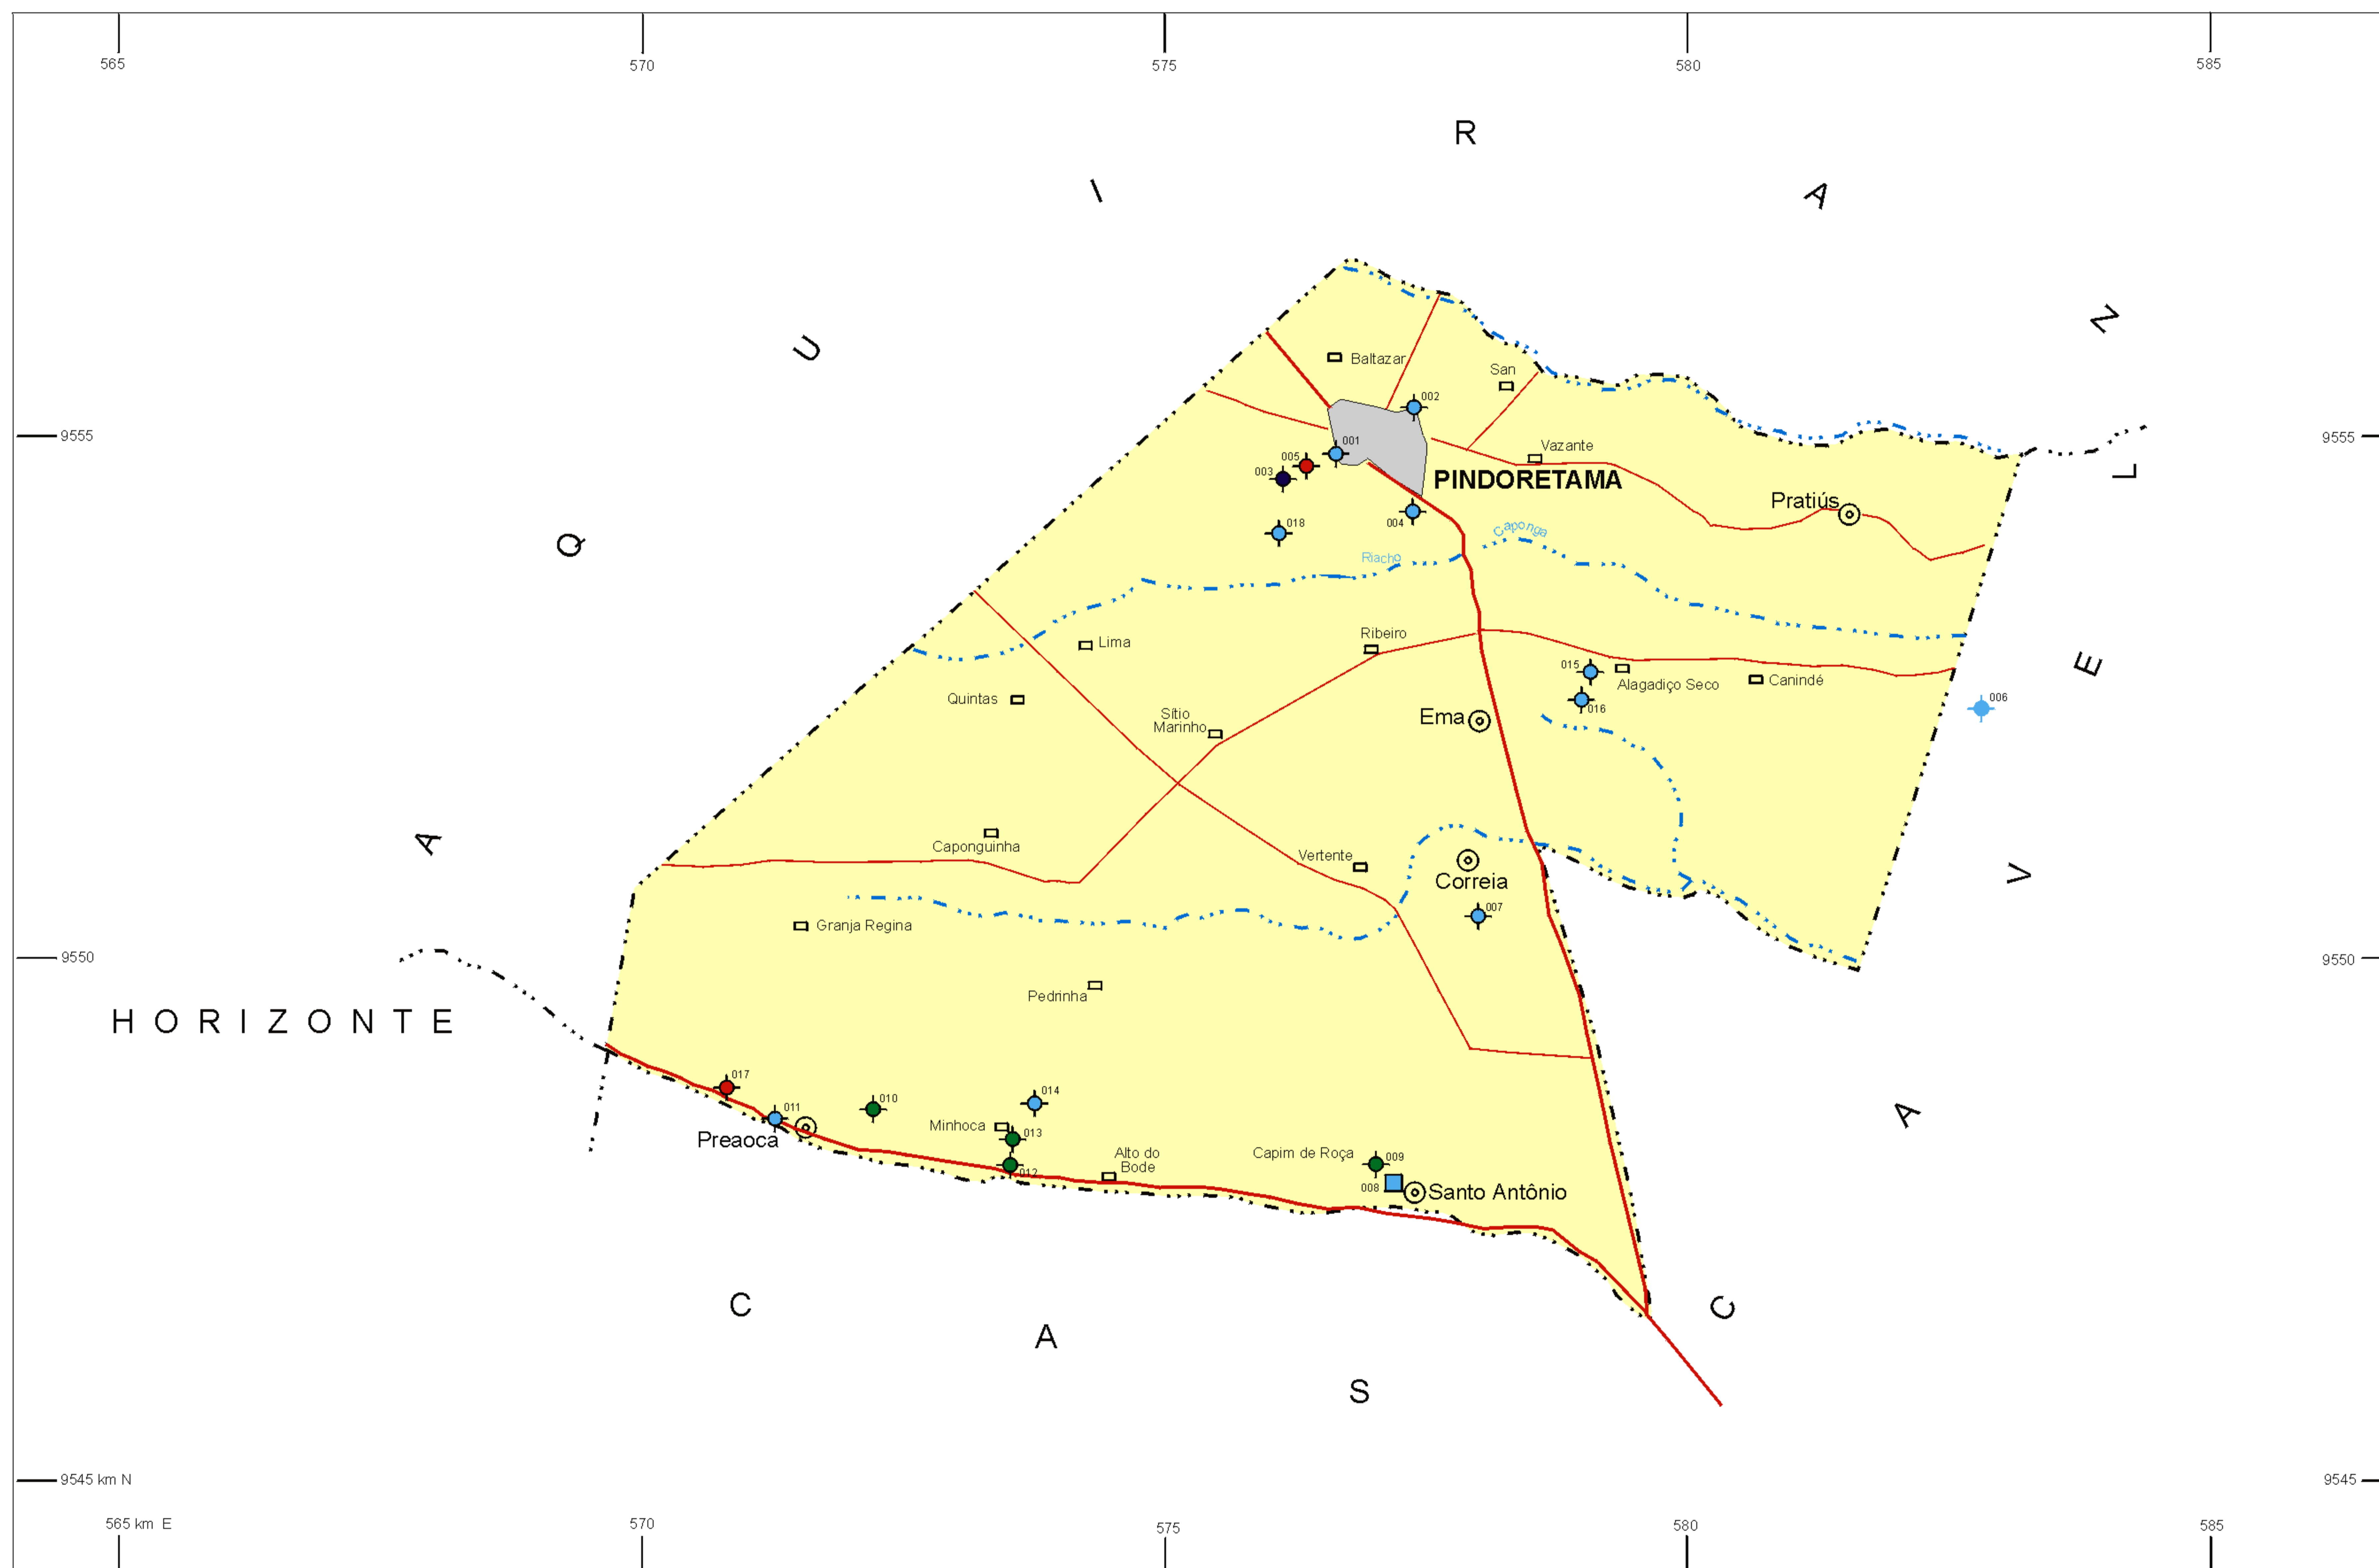 565
570
575
580
585
R
I
A
N
U
Baltazar
San
002
9555
9555
001
Vazante
005
003
L
PINDORETAMA
Pratiús
018
004
Caponga
Q
Riacho
Ribeiro
Lima
015
E
Alagadiço Seco
Canindé
Quintas
006
016
Sítio
Marinho
Ema
A
Caponguinha
Vertente
V
Correia
007
Granja Regina
9550
9550
Pedrinha
HORIZONTE
017
014
010
011
A
Minhoca
013
Preaoca
Alto do
Bode
Capim de Roça
009
012
008
Santo Antônio
C
C
A
S
9545 km N
9545
565 km E
570
575
580
585